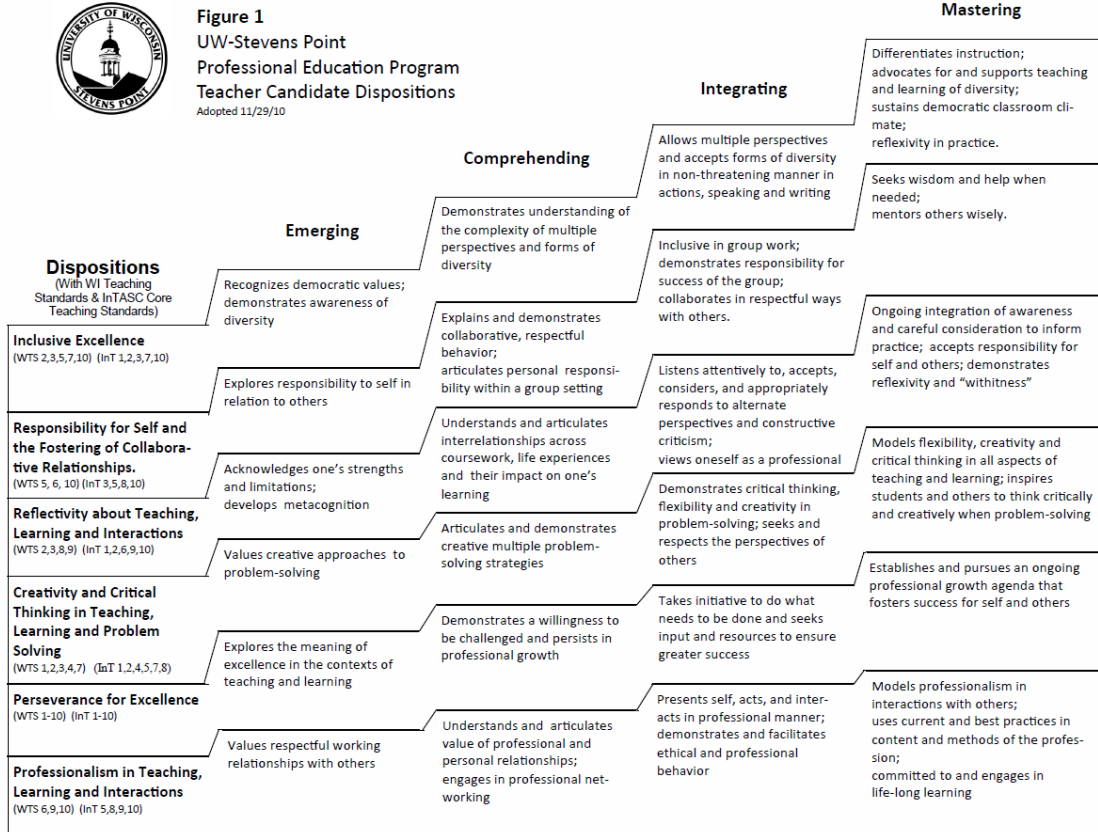 UNIVERSITY OF WISCONSIN
STEVENS POINT
Figure 1
UW-Stevens Point
Professional Education Program
Teacher Candidate Dispositions
Adopted 11/29/10
Dispositions
(With WI Teaching
Standards & InTASC Core
Teaching Standards)
Emerging
Comprehending
Integrating
Mastering
Inclusive Excellence
(WTS 2,3,5,7,10) (InT 1,2,3,7,10)
Recognizes democratic values;
demonstrates awareness of
diversity
Demonstrates understanding of
the complexity of multiple
perspectives and forms of
diversity
Allows multiple perspectives
and accepts forms of diversity
in non-threatening manner in
actions, speaking and writing
Differentiates instruction;
advocates for and supports teaching
and learning of diversity;
sustains democratic classroom cli-
mate;
reflexivity in practice.
Responsibility for Self and
the Fostering of Collabora-
tive Relationships.
(WTS 5, 6, 10) (InT 3,5,8,10)
Explores responsibility to self in
relation to others
Explains and demonstrates
collaborative, respectful
behavior;
articulates personal responsi-
bility within a group setting
Inclusive in group work;
demonstrates responsibility for
success of the group;
collaborates in respectful ways
with others.
Seeks wisdom and help when
needed;
mentors others wisely.
Reflectivity about Teaching,
Learning and Interactions
(WTS 2,3,8,9) (InT 1,2,6,9,10)
Acknowledges one's strengths
and limitations;
develops metacognition
Understands and articulates
interrelationships across
coursework, life experiences
and their impact on one's
learning
Listens attentively to, accepts,
considers, and appropriately
responds to alternate
perspectives and constructive
criticism;
views oneself as a professional
Ongoing integration of awareness
and careful consideration to inform
practice; accepts responsibility for
self and others; demonstrates
reflexivity and “withitness”
Creativity and Critical
Thinking in Teaching,
Learning and Problem
Solving
(WTS 1,2,3,4,7) (InT 1,2,4,5,7,8)
Values creative approaches to
problem-solving
Articulates and demonstrates
creative multiple problem-
solving strategies
Demonstrates critical thinking,
flexibility and creativity in
problem-solving; seeks and
respects the perspectives of
others
Models flexibility, creativity and
critical thinking in all aspects of
teaching and learning; inspires
students and others to think critically
and creatively when problem-solving
Perseverance for Excellence
(WTS 1-10) (InT 1-10)
Explores the meaning of
excellence in the contexts of
teaching and learning
Demonstrates a willingness to
be challenged and persists in
professional growth
Takes initiative to do what
needs to be done and seeks
input and resources to ensure
greater success
Establishes and pursues an ongoing
professional growth agenda that
fosters success for self and others
Professionalism in Teaching,
Learning and Interactions
(WTS 6,9,10) (InT 5,8,9,10)
Values respectful working
relationships with others
Understands and articulates
value of professional and
personal relationships;
engages in professional net-
working
Presents self, acts, and inter-
acts in professional manner;
demonstrates and facilitates
ethical and professional
behavior
Models professionalism in
interactions with others;
uses current and best practices in
content and methods of the profes-
sion;
committed to and engages in
life-long learning